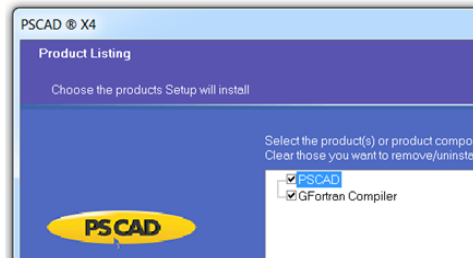 PSCAD ® X4
Product Listing
Choose the products Setup will install
Select the product(s) or product compo
Clear those you want to remove/uninsta
PSCAD
GFortran Compiler
PSCAD